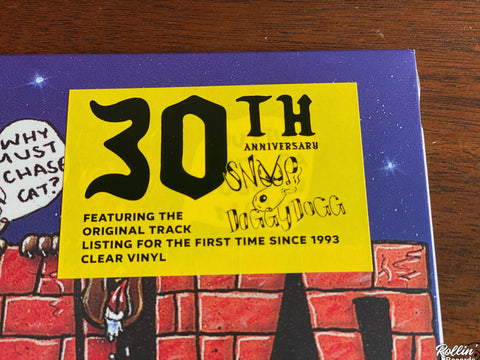 30TH
ANNIVERSARY
SNOOP
DOGGY DOGG
FEATURING THE
ORIGINAL TRACK
LISTING FOR THE FIRST TIME SINCE 1993
CLEAR VINYL
WHY
MUST
CHASE
CAT?
Rollin'
Records